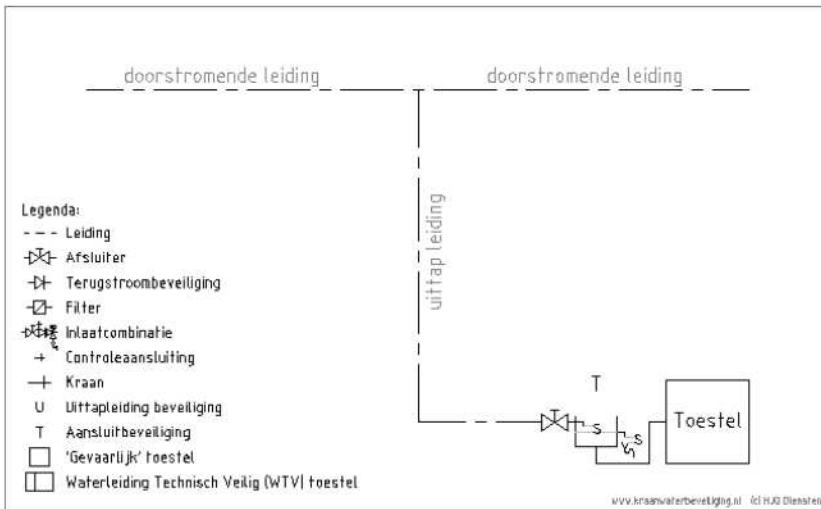 doorstromende leiding doorstromende leiding
uittap leiding
Legenda:
Leiding
Afsluiter
Terugstroombeveiliging
Filter
Inlaatcombinatie
Controleaansluiting
Kraan
U Uittapleiding beveiliging
T Aansluitbeveiliging
'Gevaarlijk' toestel
Waterleiding Technisch Veilig (WTV) toestel
T
S
S
Toestel
www.kraanwaterbeveiliging.nl (c) HJG Diensten